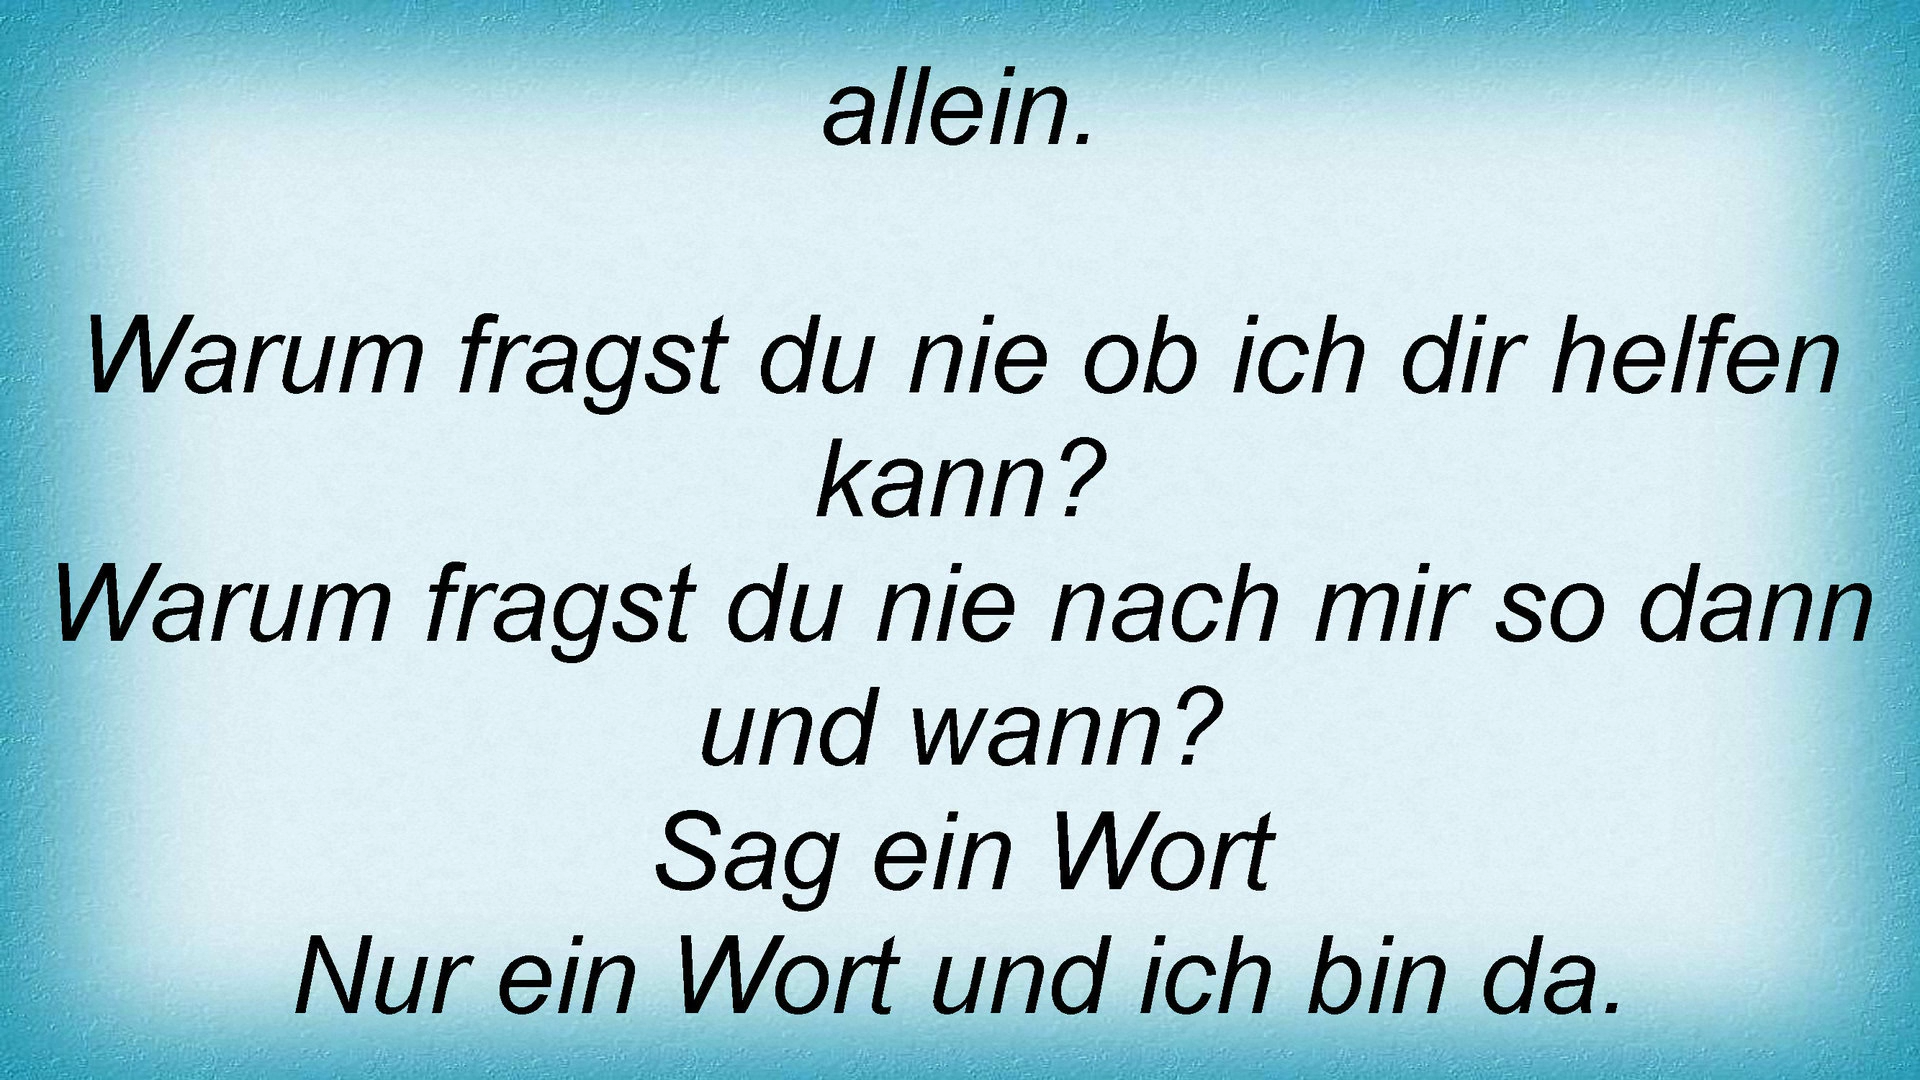 allein.
Warum fragst du nie ob ich dir helfen
kann?
Warum fragst du nie nach mir so dann
und wann?
Sag ein Wort
Nur ein Wort und ich bin da.